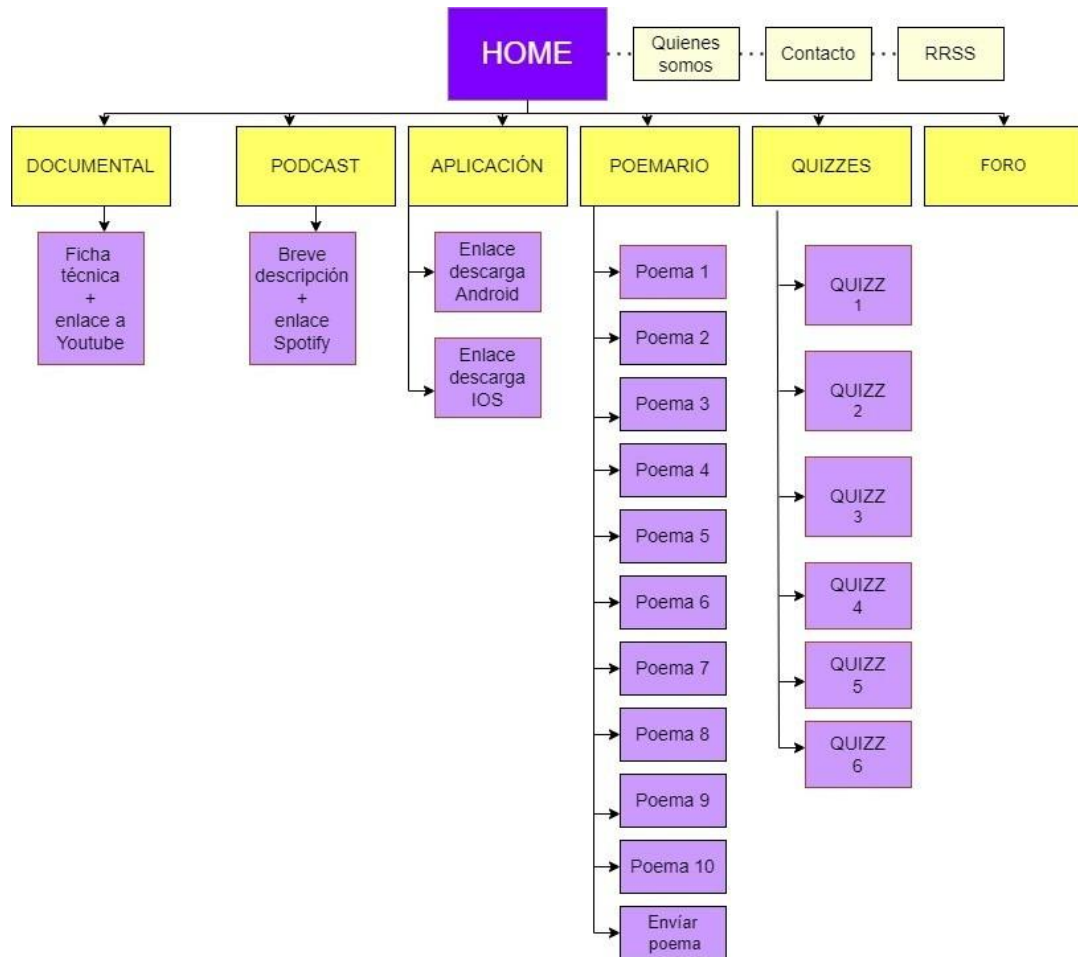 HOME
Quienes
somos
Contacto
RRSS
DOCUMENTAL
PODCAST
APLICACIÓN
POEMARIO
QUIZZES
FORO
Ficha
técnica
+
enlace a
Youtube
Breve
descripción
+
enlace
Spotify
Enlace
descarga
Android
Enlace
descarga
IOS
Poema 1
Poema 2
Poema 3
Poema 4
Poema 5
Poema 6
Poema 7
Poema 8
Poema 9
Poema 10
Envíar
poema
QUIZZ
1
QUIZZ
2
QUIZZ
3
QUIZZ
4
QUIZZ
5
QUIZZ
6